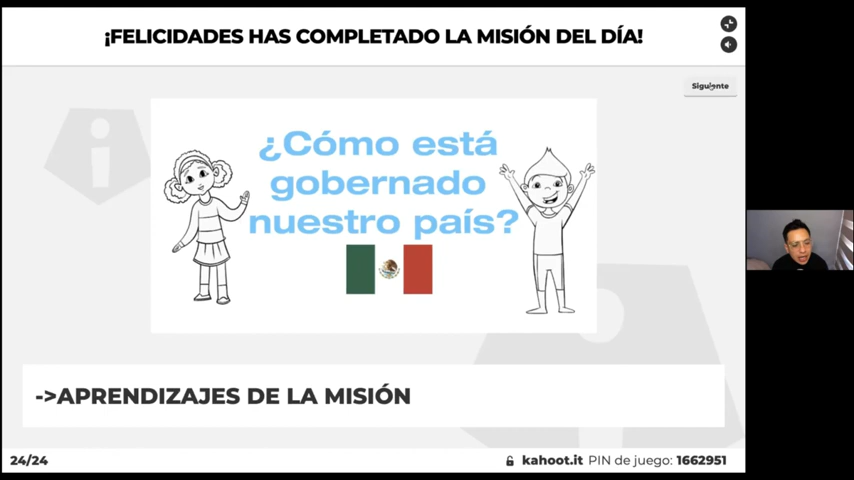 ¡FELICIDADES HAS COMPLETADO LA MISIÓN DEL DÍA!
Siguiente
¿Cómo está
gobernado
nuestro país?
->APRENDIZAJES DE LA MISIÓN
24/24
kahoot.it PIN de juego: 1662951